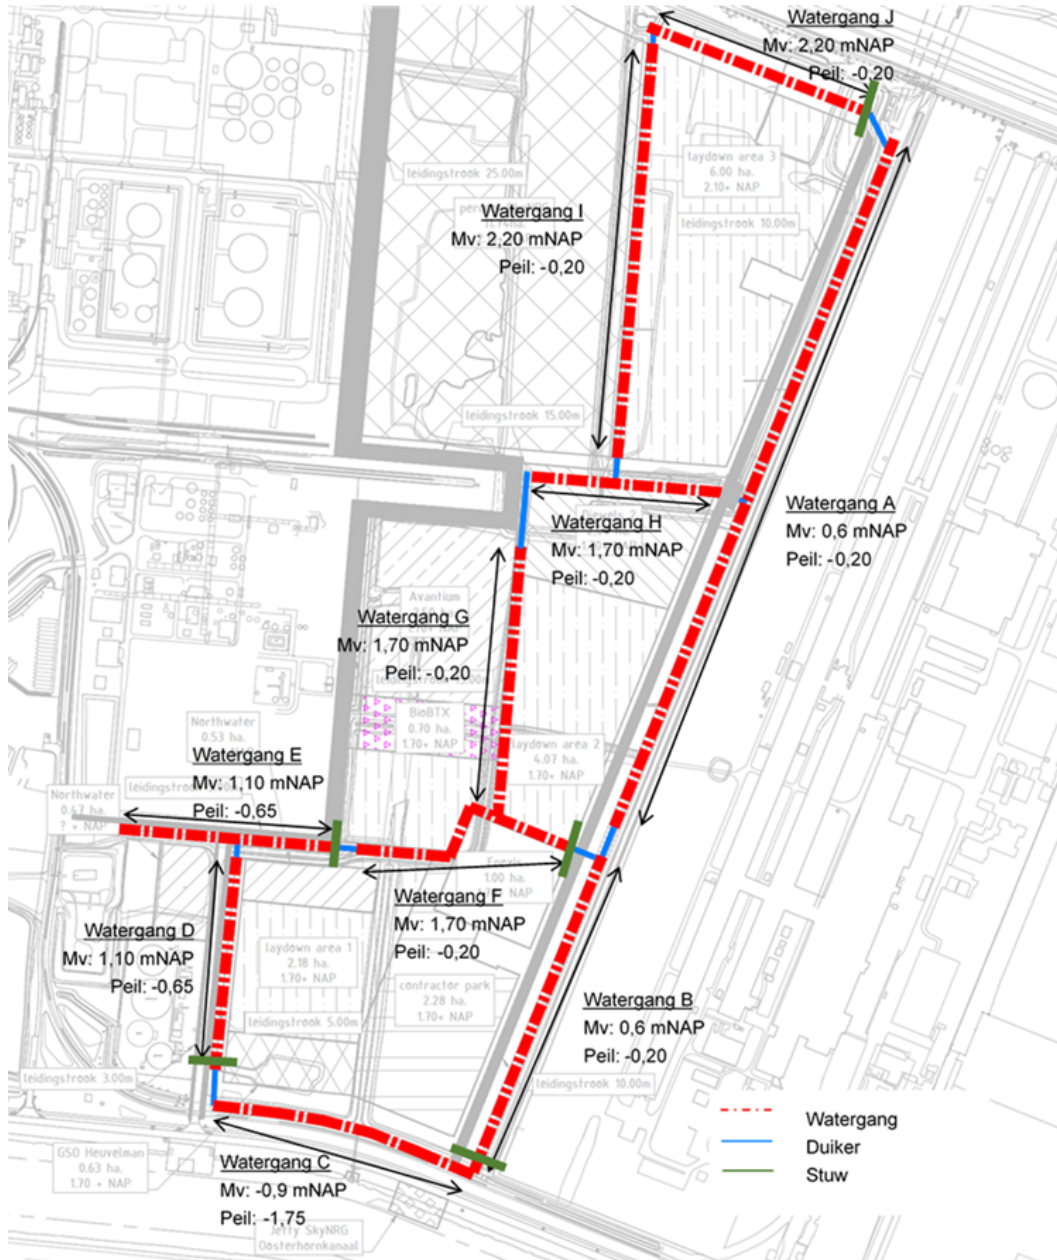 Watergang J
Mv: 2,20 mNAP
Peil: -0,20
laydown area 3
6.00 ha.
2.10+ NAP
leidingstrook 25.00m
leidingstrook 10.00m
Watergang I
Mv: 2,20 mNAP
Peil: -0,20
leidingstrook 15.00m
Watergang A
Mv: 0,6 mNAP
Peil: -0,20
Watergang H
Mv: 1,70 mNAP
Peil: -0,20
Avantium
Watergang G
Mv: 1,70 mNAP
Peil: -0,20
BioBTX
0.70 ha.
1.70+ NAP
Northwater
0.53 ha.
laydown area 2
4.07 ha.
1.70+ NAP
Watergang E
Mv: 1,10 mNAP
Peil: -0,65
Northwater
0.47 ha.
? + NAP
1.00 ha.
Watergang F
Mv: 1,70 mNAP
Peil: -0,20
Watergang D
Mv: 1,10 mNAP
Peil: -0,65
laydown area 1
2.18 ha.
1.70+ NAP
contractor park
2.28 ha.
1.70+ NAP
Watergang B
Mv: 0,6 mNAP
Peil: -0,20
leidingstrook 5.00m
leidingstrook 3.00m
leidingstrook 10.00m
Watergang
Duiker
Stuw
GSO Heuvelman
0.63 ha.
1.70 + NAP
Watergang C
Mv: -0,9 mNAP
Peil: -1,75
Jetty SkyNRG
Oosterhornkanaal